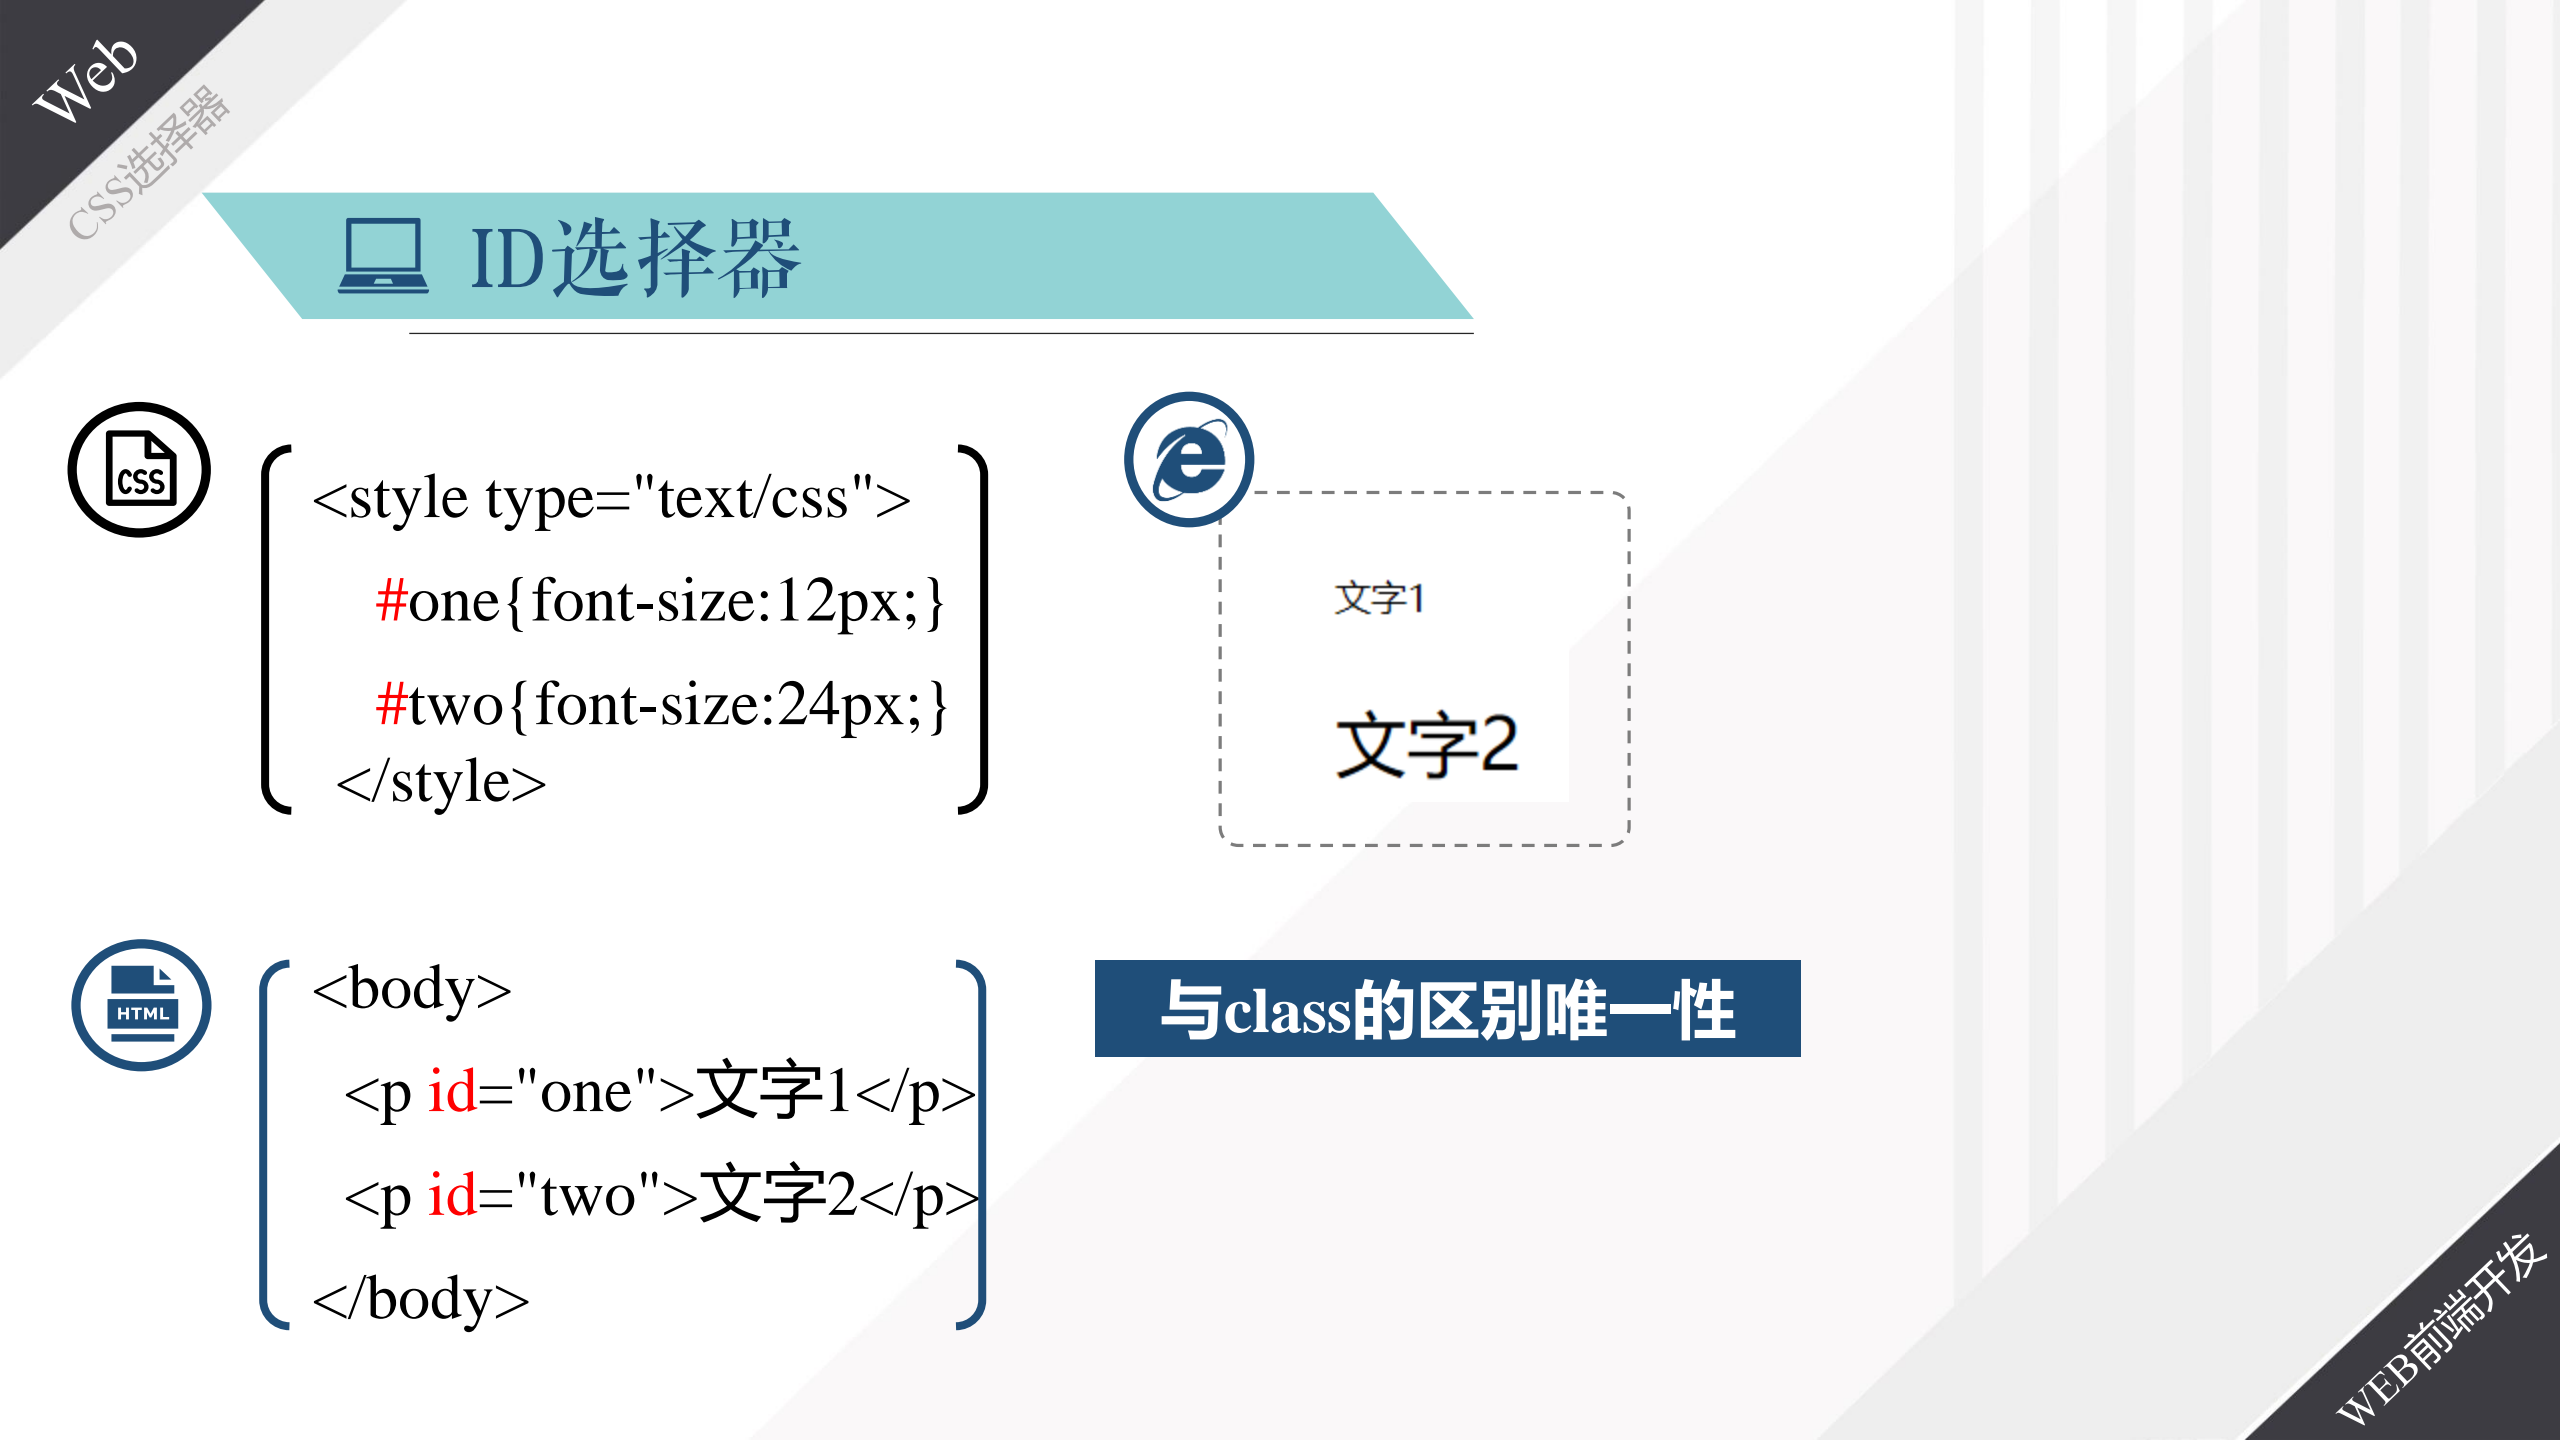 Web
CSS选择器
ID选择器
CSS
<style type="text/css">
#one{font-size:12px;}
#two{font-size:24px;}
</style>
文字1
文字2
HTML
<body>
<p id="one">文字1</p>
<p id="two">文字2</p>
</body>
与class的区别唯一性
WEB前端开发